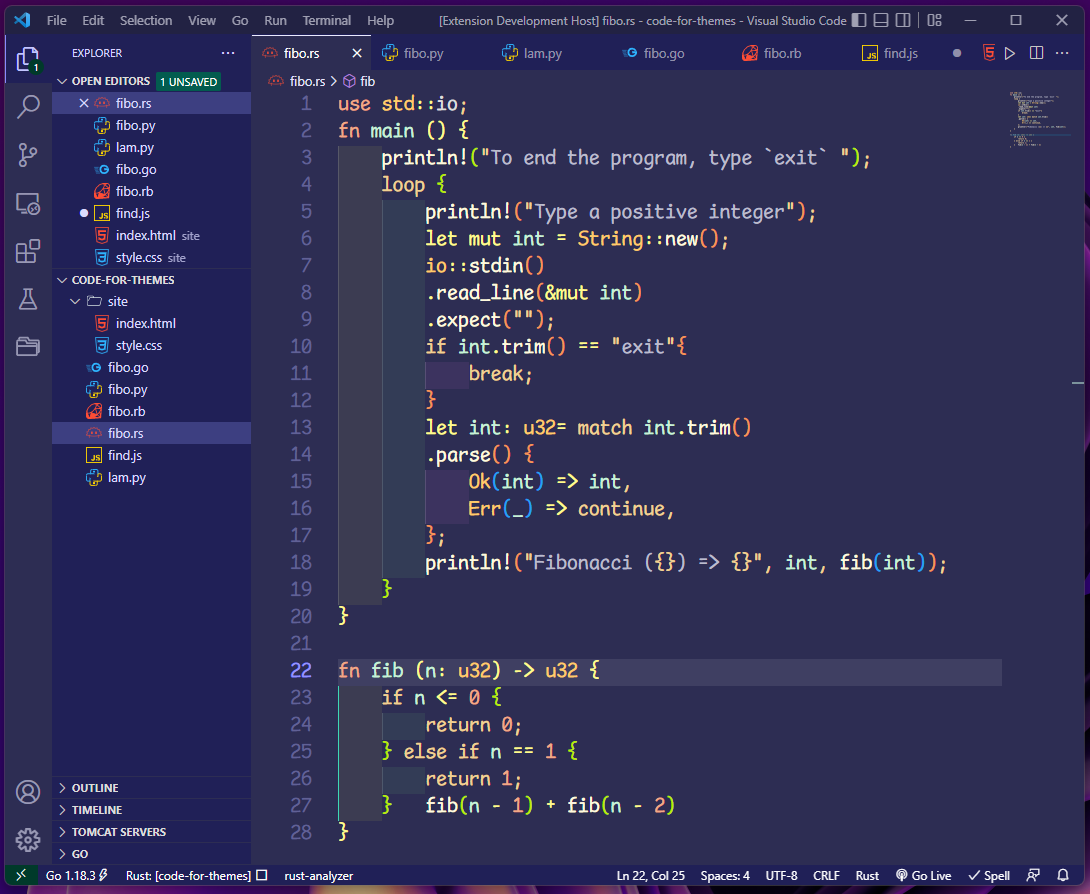 File Edit Selection View Go Run Terminal Help [Extension Development Host] fibo.rs - code-for-themes - Visual Studio Code
EXPLORER ···
OPEN EDITORS 1 UNSAVED
fibo.rs
fibo.py
lam.py
fibo.go
fibo.rb
JS find.js
5 index.html site
3 style.css site
CODE-FOR-THEMES
site
5 index.html
3 style.css
fibo.go
fibo.py
fibo.rb
fibo.rs
JS find.js
lam.py
OUTLINE
TIMELINE
TOMCAT SERVERS
GO
1
fibo.rs fibo.py lam.py fibo.go fibo.rb JS find.js 5 ···
fibo.rs > fib
1 use std::io;
2 fn main () {
3 println!("To end the program, type `exit` ");
4 loop {
5 println!("Type a positive integer");
6 let mut int = String::new();
7 io::stdin()
8 .read_line(&mut int)
9 .expect("");
10 if int.trim() == "exit"{
11 break;
12 }
13 let int: u32= match int.trim()
14 .parse() {
15 Ok(int) => int,
16 Err(_) => continue,
17 };
18 println!("Fibonacci ({}) => {}", int, fib(int));
19 }
20 }
21
22 fn fib (n: u32) -> u32 {
23 if n <= 0 {
24 return 0;
25 } else if n == 1 {
26 return 1;
27 } fib(n - 1) + fib(n - 2)
28 }
Go 1.18.3 Rust: [code-for-themes] rust-analyzer Ln 22, Col 25 Spaces: 4 UTF-8 CRLF Rust Go Live Spell